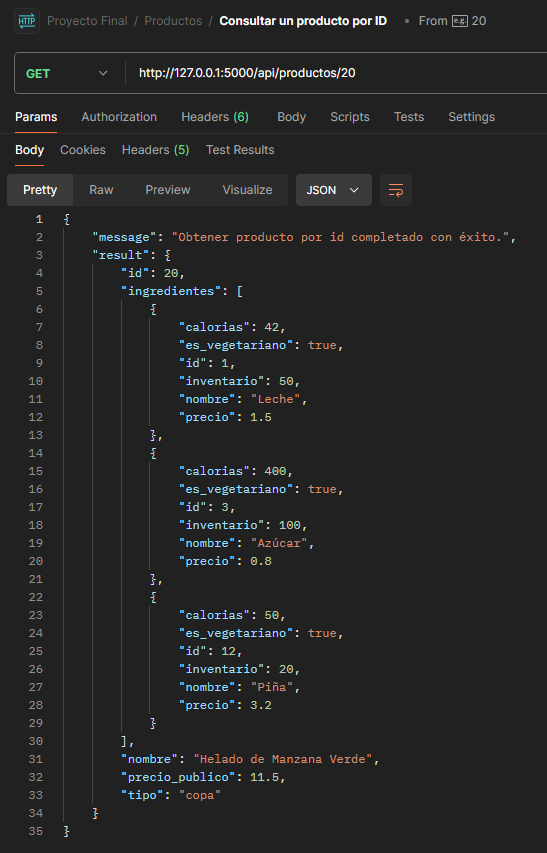 HTTP Proyecto Final / Productos / Consultar un producto por ID • From e.g. 20
GET http://127.0.0.1:5000/api/productos/20
Params Authorization Headers (6) Body Scripts Tests Settings
Body Cookies Headers (5) Test Results
Pretty Raw Preview Visualize JSON
1 {
2 "message": "Obtener producto por id completado con éxito.",
3 "result": {
4 "id": 20,
5 "ingredientes": [
6 {
7 "calorias": 42,
8 "es_vegetariano": true,
9 "id": 1,
10 "inventario": 50,
11 "nombre": "Leche",
12 "precio": 1.5
13 },
14 {
15 "calorias": 400,
16 "es_vegetariano": true,
17 "id": 3,
18 "inventario": 100,
19 "nombre": "Azúcar",
20 "precio": 0.8
21 },
22 {
23 "calorias": 50,
24 "es_vegetariano": true,
25 "id": 12,
26 "inventario": 20,
27 "nombre": "Piña",
28 "precio": 3.2
29 }
30 ],
31 "nombre": "Helado de Manzana Verde",
32 "precio_publico": 11.5,
33 "tipo": "copa"
34 }
35 }